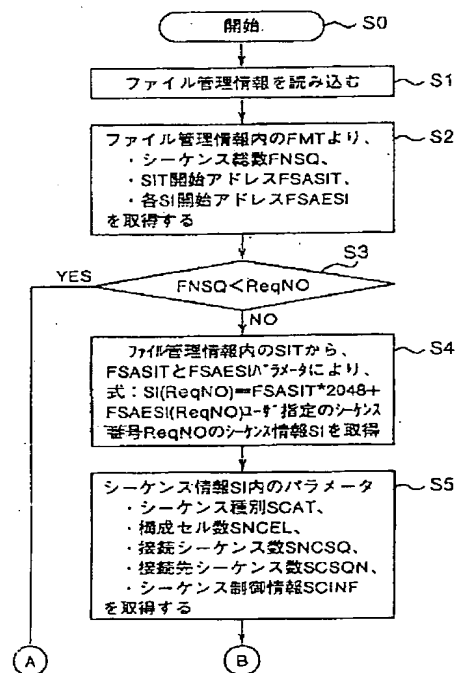 開始
S0
ファイル管理情報を読み込む
S1
ファイル管理情報内のFMTより、
・シーケンス総数FNSQ、
・SIT開始アドレスFSASIT、
・各SI開始アドレスFSAESI
を取得する
S2
S3
YES
FNSQ<ReqNO
NO
ファイル管理情報内のSITから、
FSASITとFSAESIパラメータにより、
式：SI(ReqNO)==FSASIT*2048+
FSAESI(ReqNO)ユーザ指定のシーケンス
番号ReqNOのシーケンス情報SIを取得
S4
シーケンス情報SI内のパラメータ
・シーケンス種別SCAT、
・構成セル数SNCEL、
・接続シーケンス数SNCSQ、
・接続先シーケンス数SCSQN、
・シーケンス制御情報SCINF
を取得する
S5
A
B